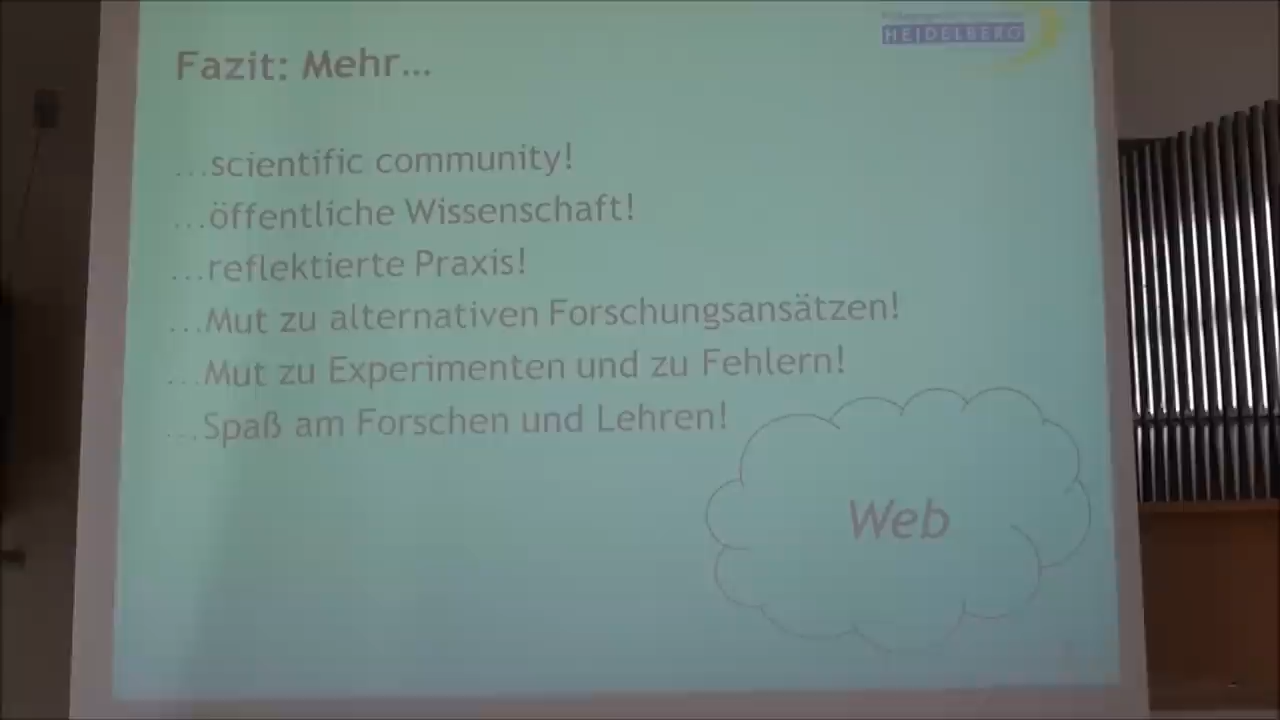 HEIDELBERG
Fazit: Mehr...
...scientific community!
...öffentliche Wissenschaft!
...reflektierte Praxis!
...Mut zu alternativen Forschungsansätzen!
...Mut zu Experimenten und zu Fehlern!
...Spaß am Forschen und Lehren!
Web